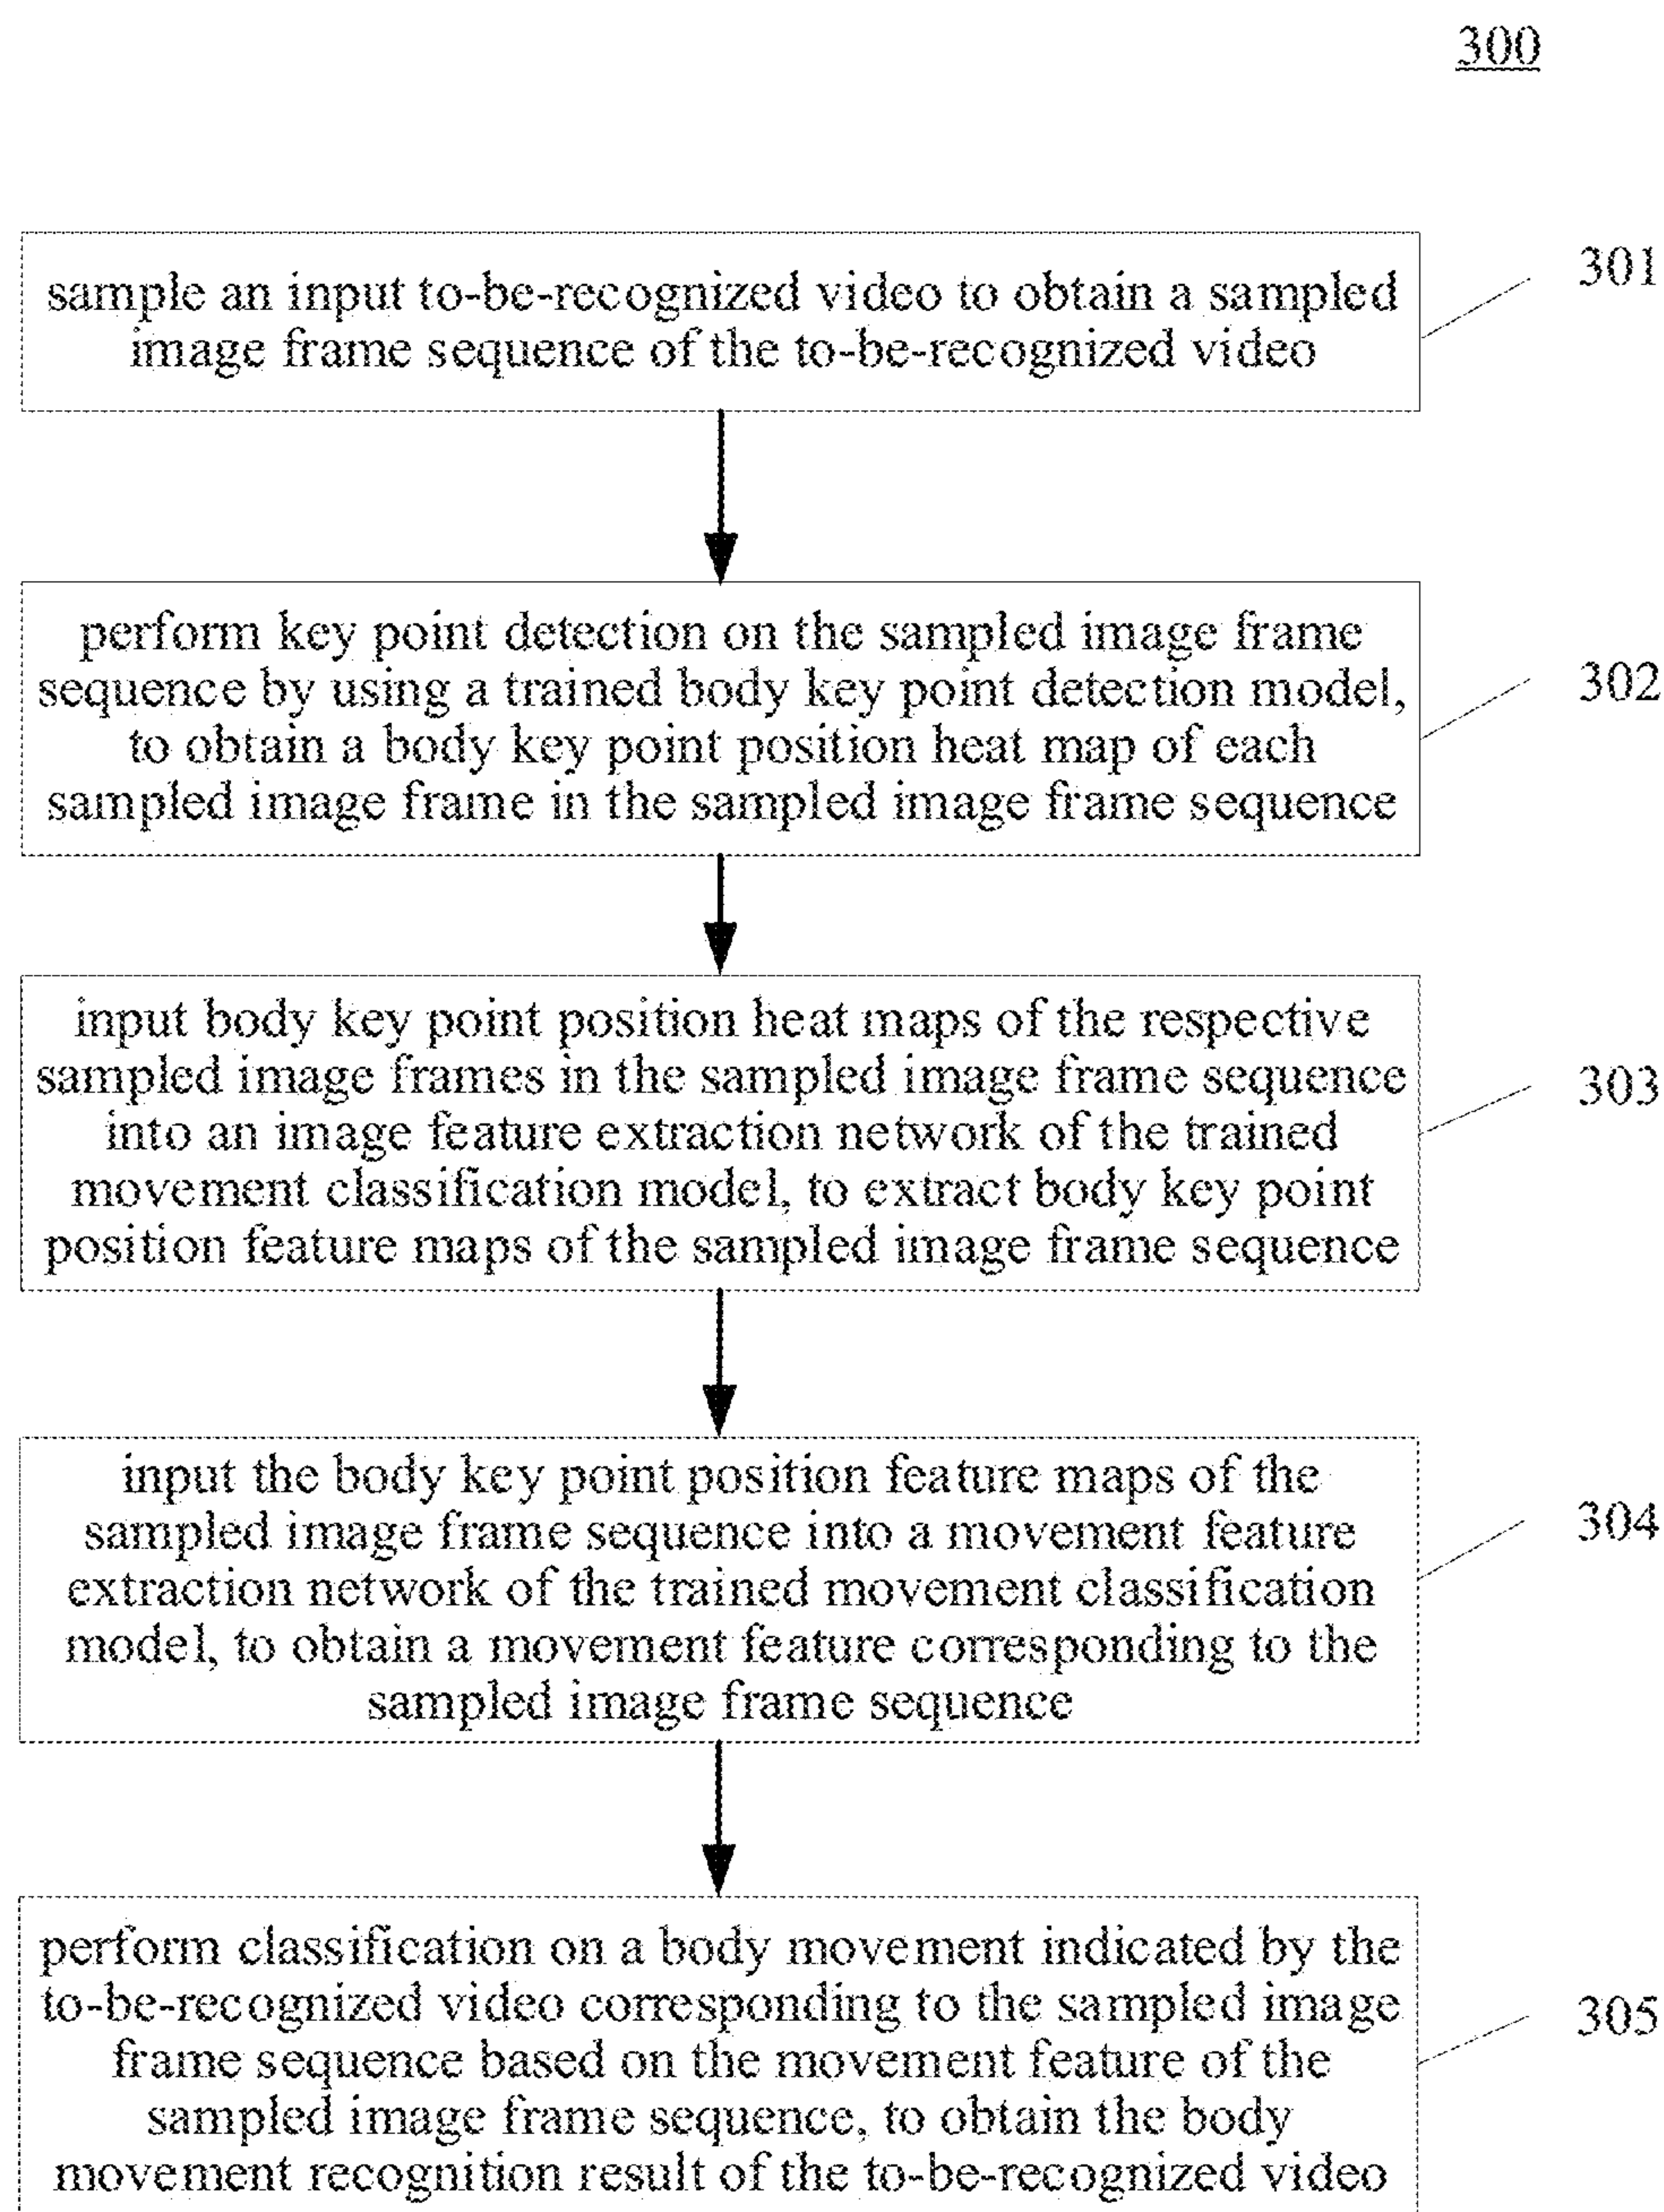 300
sample an input to-be-recognized video to obtain a sampled
image frame sequence of the to-be-recognized video
301
perform key point detection on the sampled image frame
sequence by using a trained body key point detection model,
to obtain a body key point position heat map of each
sampled image frame in the sampled image frame sequence
302
input body key point position heat maps of the respective
sampled image frames in the sampled image frame sequence
into an image feature extraction network of the trained
movement classification model, to extract body key point
position feature maps of the sampled image frame sequence
303
input the body key point position feature maps of the
sampled image frame sequence into a movement feature
extraction network of the trained movement classification
model, to obtain a movement feature corresponding to the
sampled image frame sequence
304
perform classification on a body movement indicated by the
to-be-recognized video corresponding to the sampled image
frame sequence based on the movement feature of the
sampled image frame sequence, to obtain the body
movement recognition result of the to-be-recognized video
305